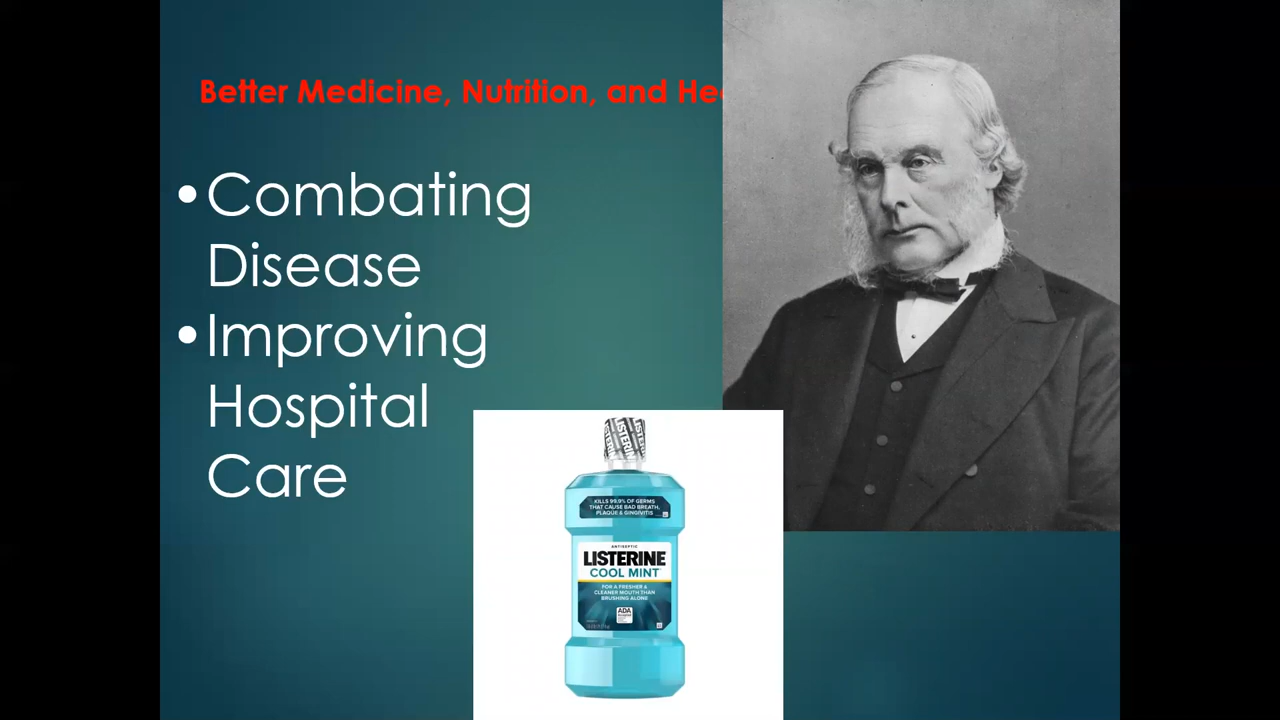 Better Medicine, Nutrition, and He
•Combating
Disease
•Improving
Hospital
Care
LISTERINE
KILLS 99.9% OF GERMS
THAT CAUSE BAD BREATH,
PLAQUE & GINGIVITIS
ANTISEPTIC
LISTERINE
COOL MINT
FOR A FRESHER &
CLEANER MOUTH THAN
BRUSHING ALONE
ADA